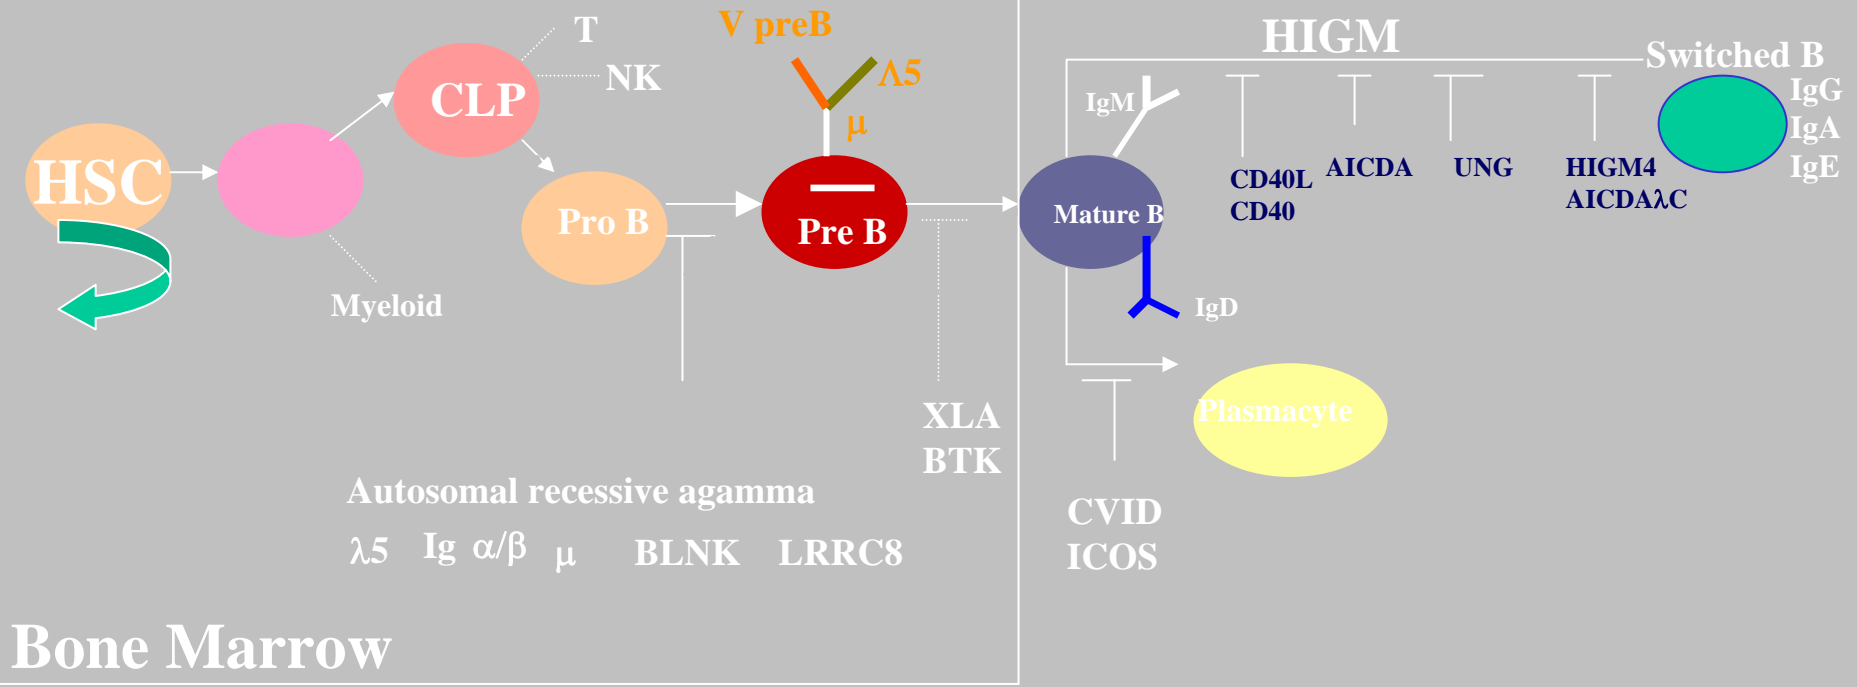 HSC
CLP
T
NK
Myeloid
Pro B
V preB
Λ5
μ
Pre B
XLA
BTK
Autosomal recessive agamma
λ5 Ig α/β μ BLNK LRRC8
Bone Marrow
HIGM
Switched B
IgG
IgA
IgE
IgM
Mature B
IgD
CD40L
CD40
AICDA
UNG
HIGM4
AICDAλC
Plasmacyte
CVID
ICOS